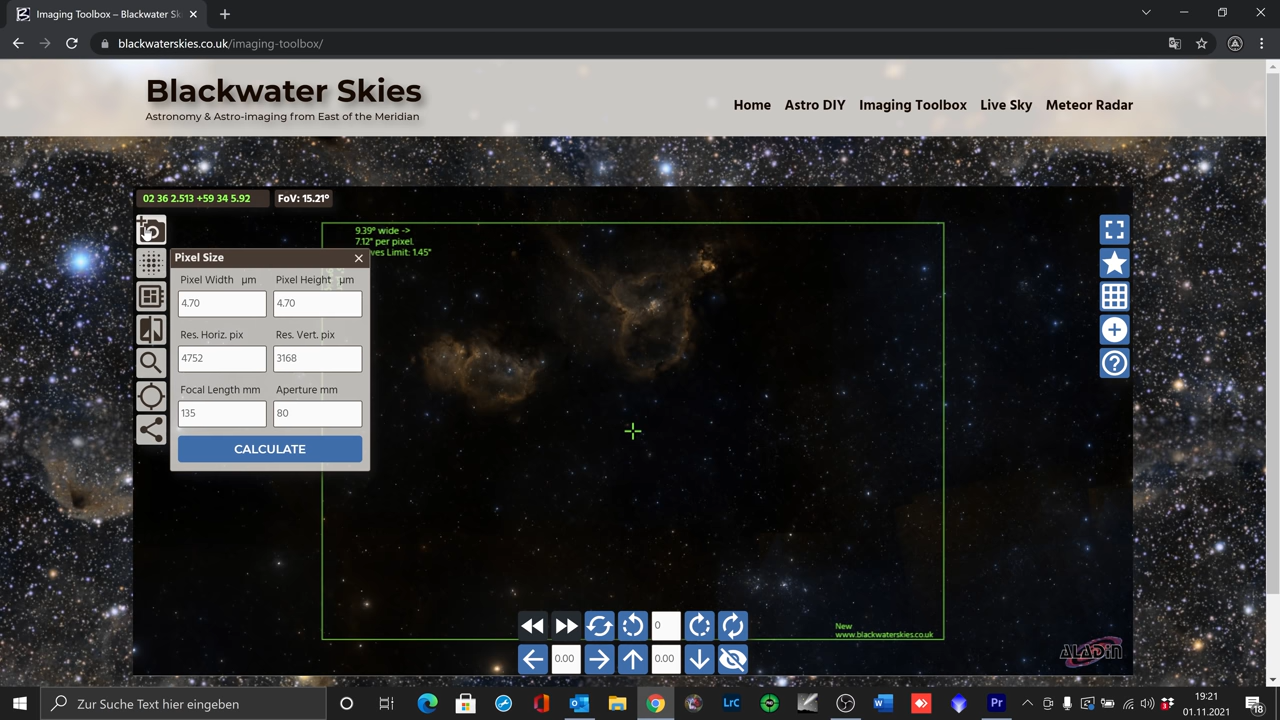 Imaging Toolbox – Blackwater Sk
blackwaterskies.co.uk/imaging-toolbox/
Blackwater Skies
Astronomy & Astro-imaging from East of the Meridian
Home Astro DIY Imaging Toolbox Live Sky Meteor Radar
02 36 2.513 +59 34 5.92 FoV: 15.21°
9.39° wide ->
7.12" per pixel.
ves Limit: 1.45"
Pixel Size
Pixel Width µm Pixel Height µm
4.70 4.70
Res. Horiz. pix Res. Vert. pix
4752 3168
Focal Length mm Aperture mm
135 80
CALCULATE
0
0.00 0.00
New
www.blackwaterskies.co.uk
ALADIN
Zur Suche Text hier eingeben
LrC
W
Pr
19:21
01.11.2021
18